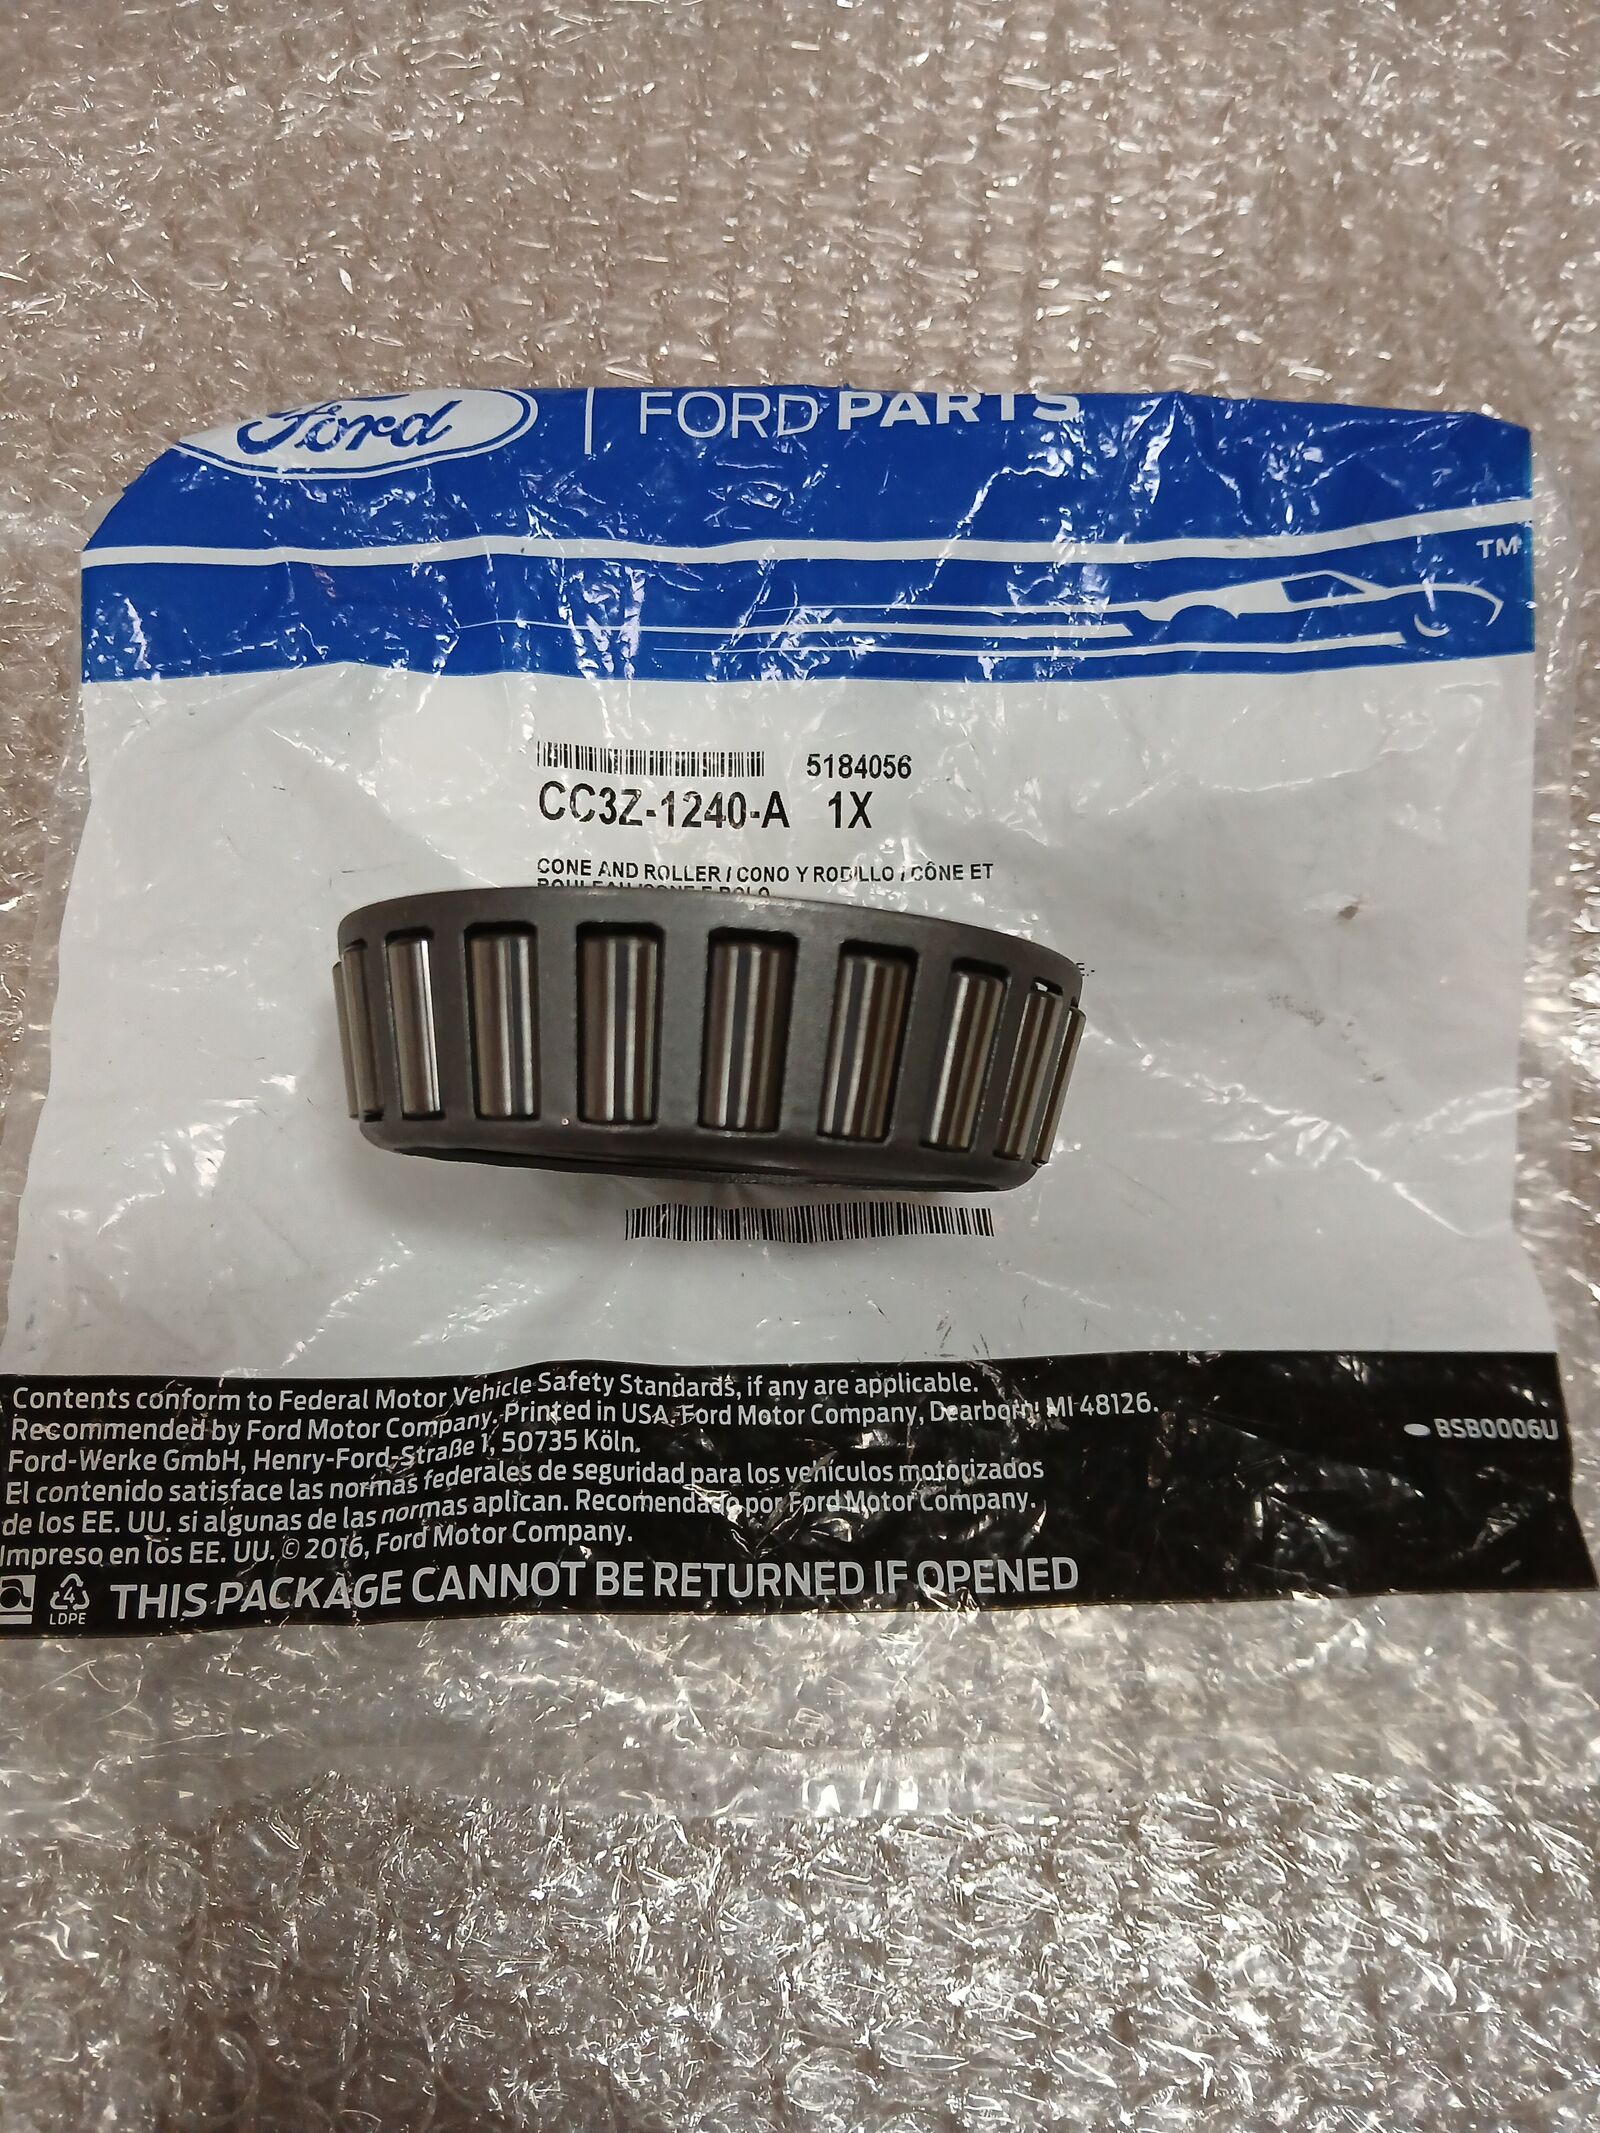 Ford FORD PARTS
TM
5184056
CC3Z-1240-A 1X
CONE AND ROLLER / CONO Y RODILLO / CÔNE ET
Contents conform to Federal Motor Vehicle Safety Standards, if any are applicable.
Recommended by Ford Motor Company. Printed in USA. Ford Motor Company, Dearborn, MI 48126.
Ford-Werke GmbH, Henry-Ford-Straße 1, 50735 Köln.
El contenido satisface las normas federales de seguridad para los vehículos motorizados
de los EE. UU. si algunas de las normas aplican. Recomendado por Ford Motor Company.
Impreso en los EE. UU. © 2016, Ford Motor Company.
BSB0006U
4
LDPE
THIS PACKAGE CANNOT BE RETURNED IF OPENED